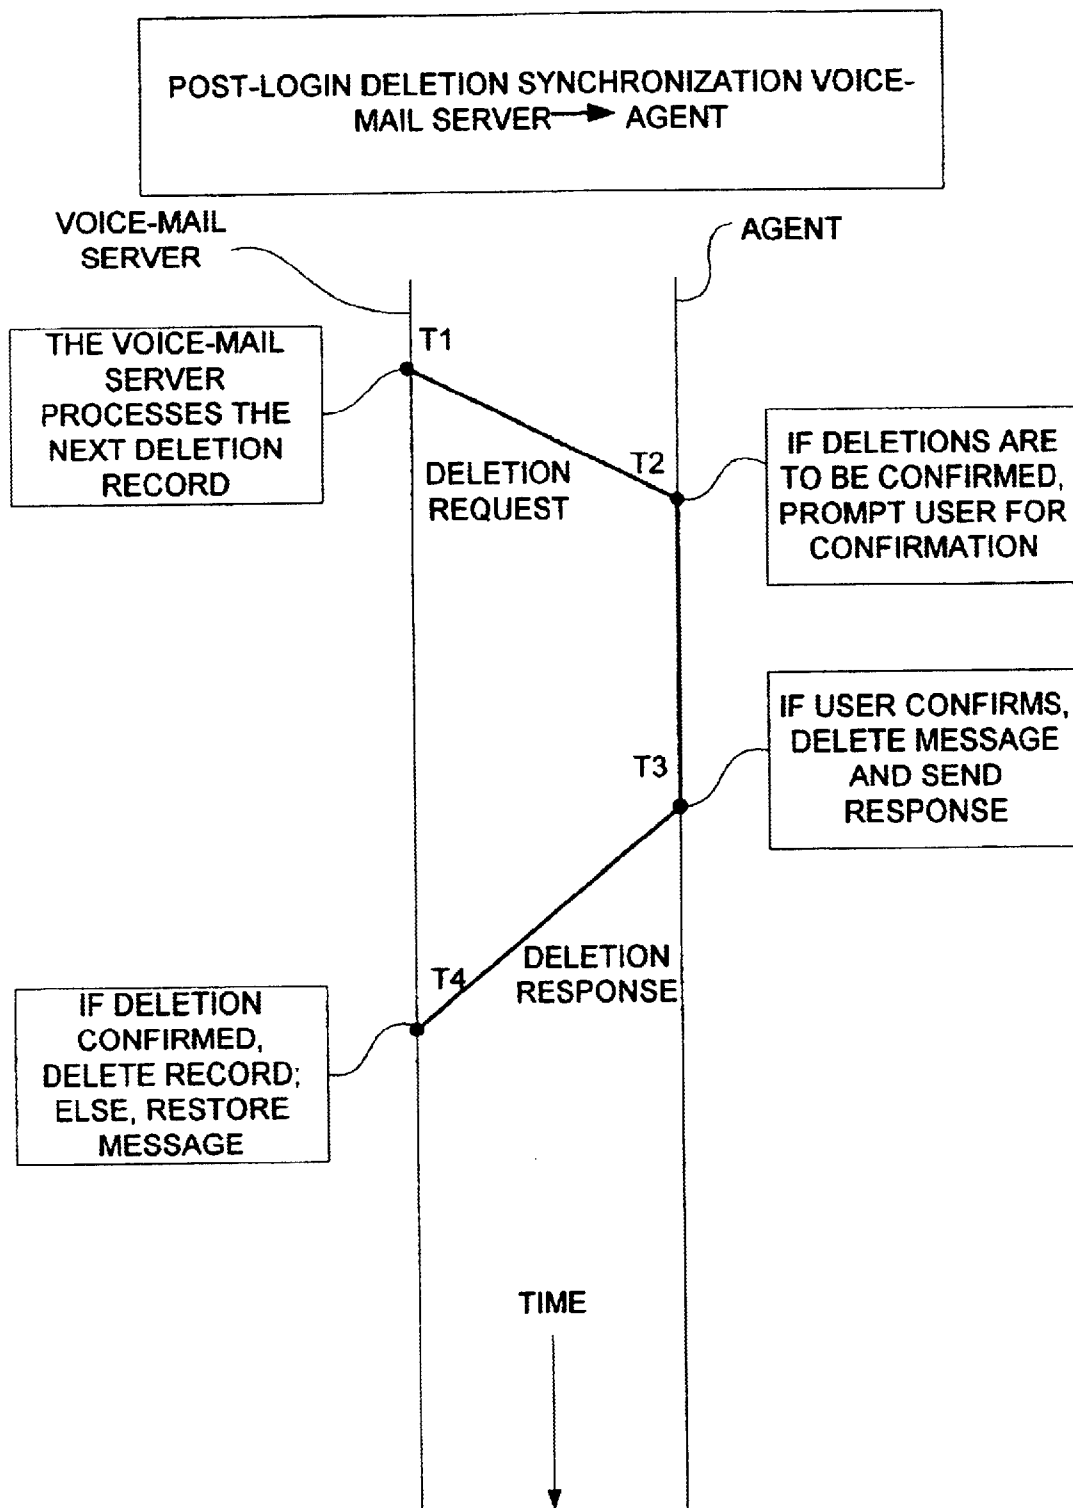 POST-LOGIN DELETION SYNCHRONIZATION VOICE-
MAIL SERVER AGENT
VOICE-MAIL
SERVER
AGENT
THE VOICE-MAIL
SERVER
PROCESSES THE
NEXT DELETION
RECORD
T1
DELETION
REQUEST
T2
IF DELETIONS ARE
TO BE CONFIRMED,
PROMPT USER FOR
CONFIRMATION
IF USER CONFIRMS,
DELETE MESSAGE
AND SEND
RESPONSE
T3
DELETION
RESPONSE
T4
IF DELETION
CONFIRMED,
DELETE RECORD;
ELSE, RESTORE
MESSAGE
TIME